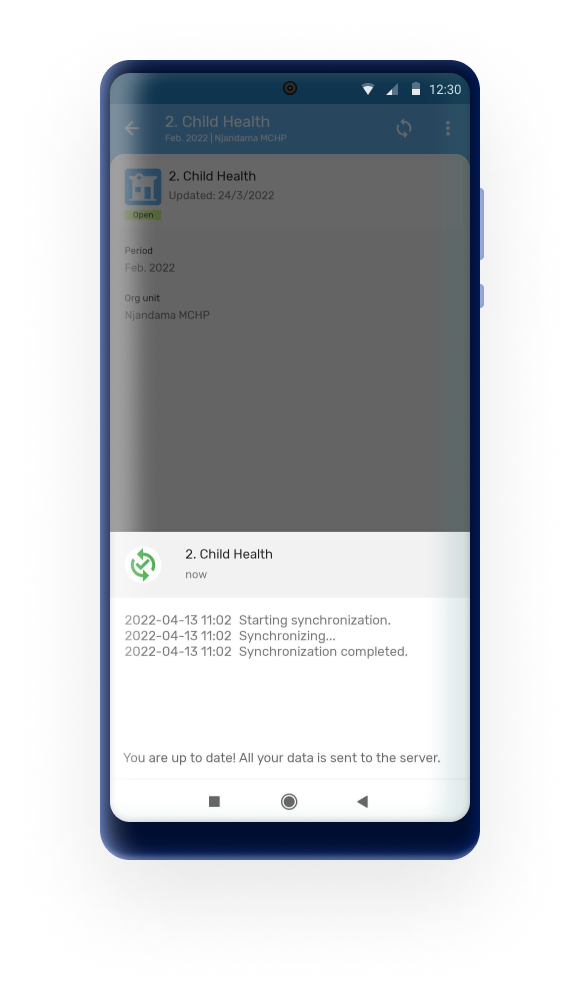 12:30
2. Child Health
Feb. 2022 | Njandama MCHP
2. Child Health
Updated: 24/3/2022
Open
Period
Feb. 2022
Org unit
Njandama MCHP
2. Child Health
now
2022-04-13 11:02 Starting synchronization.
2022-04-13 11:02 Synchronizing...
2022-04-13 11:02 Synchronization completed.
You are up to date! All your data is sent to the server.